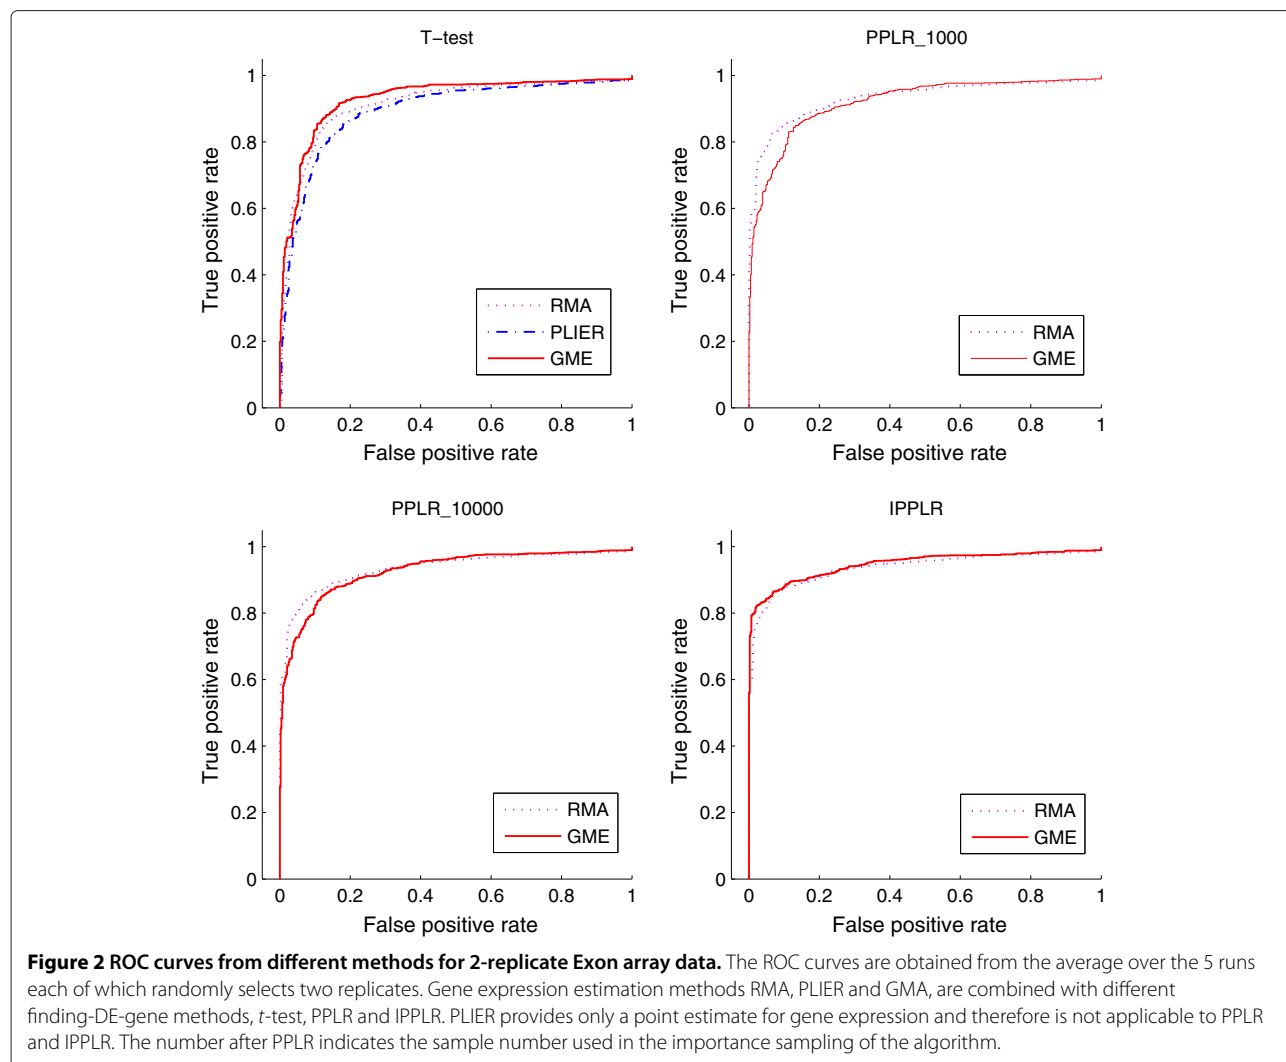 T−test
1
0.8
0.6
0.4
0.2
0
0 0.2 0.4 0.6 0.8 1
True positive rate
False positive rate
RMA
PLIER
GME
PPLR_1000
1
0.8
0.6
0.4
0.2
0
0 0.2 0.4 0.6 0.8 1
True positive rate
False positive rate
RMA
GME
PPLR_10000
1
0.8
0.6
0.4
0.2
0
0 0.2 0.4 0.6 0.8 1
True positive rate
False positive rate
RMA
GME
IPPLR
1
0.8
0.6
0.4
0.2
0
0 0.2 0.4 0.6 0.8 1
True positive rate
False positive rate
RMA
GME
Figure 2 ROC curves from different methods for 2-replicate Exon array data. The ROC curves are obtained from the average over the 5 runs
each of which randomly selects two replicates. Gene expression estimation methods RMA, PLIER and GMA, are combined with different
finding-DE-gene methods, t-test, PPLR and IPPLR. PLIER provides only a point estimate for gene expression and therefore is not applicable to PPLR
and IPPLR. The number after PPLR indicates the sample number used in the importance sampling of the algorithm.